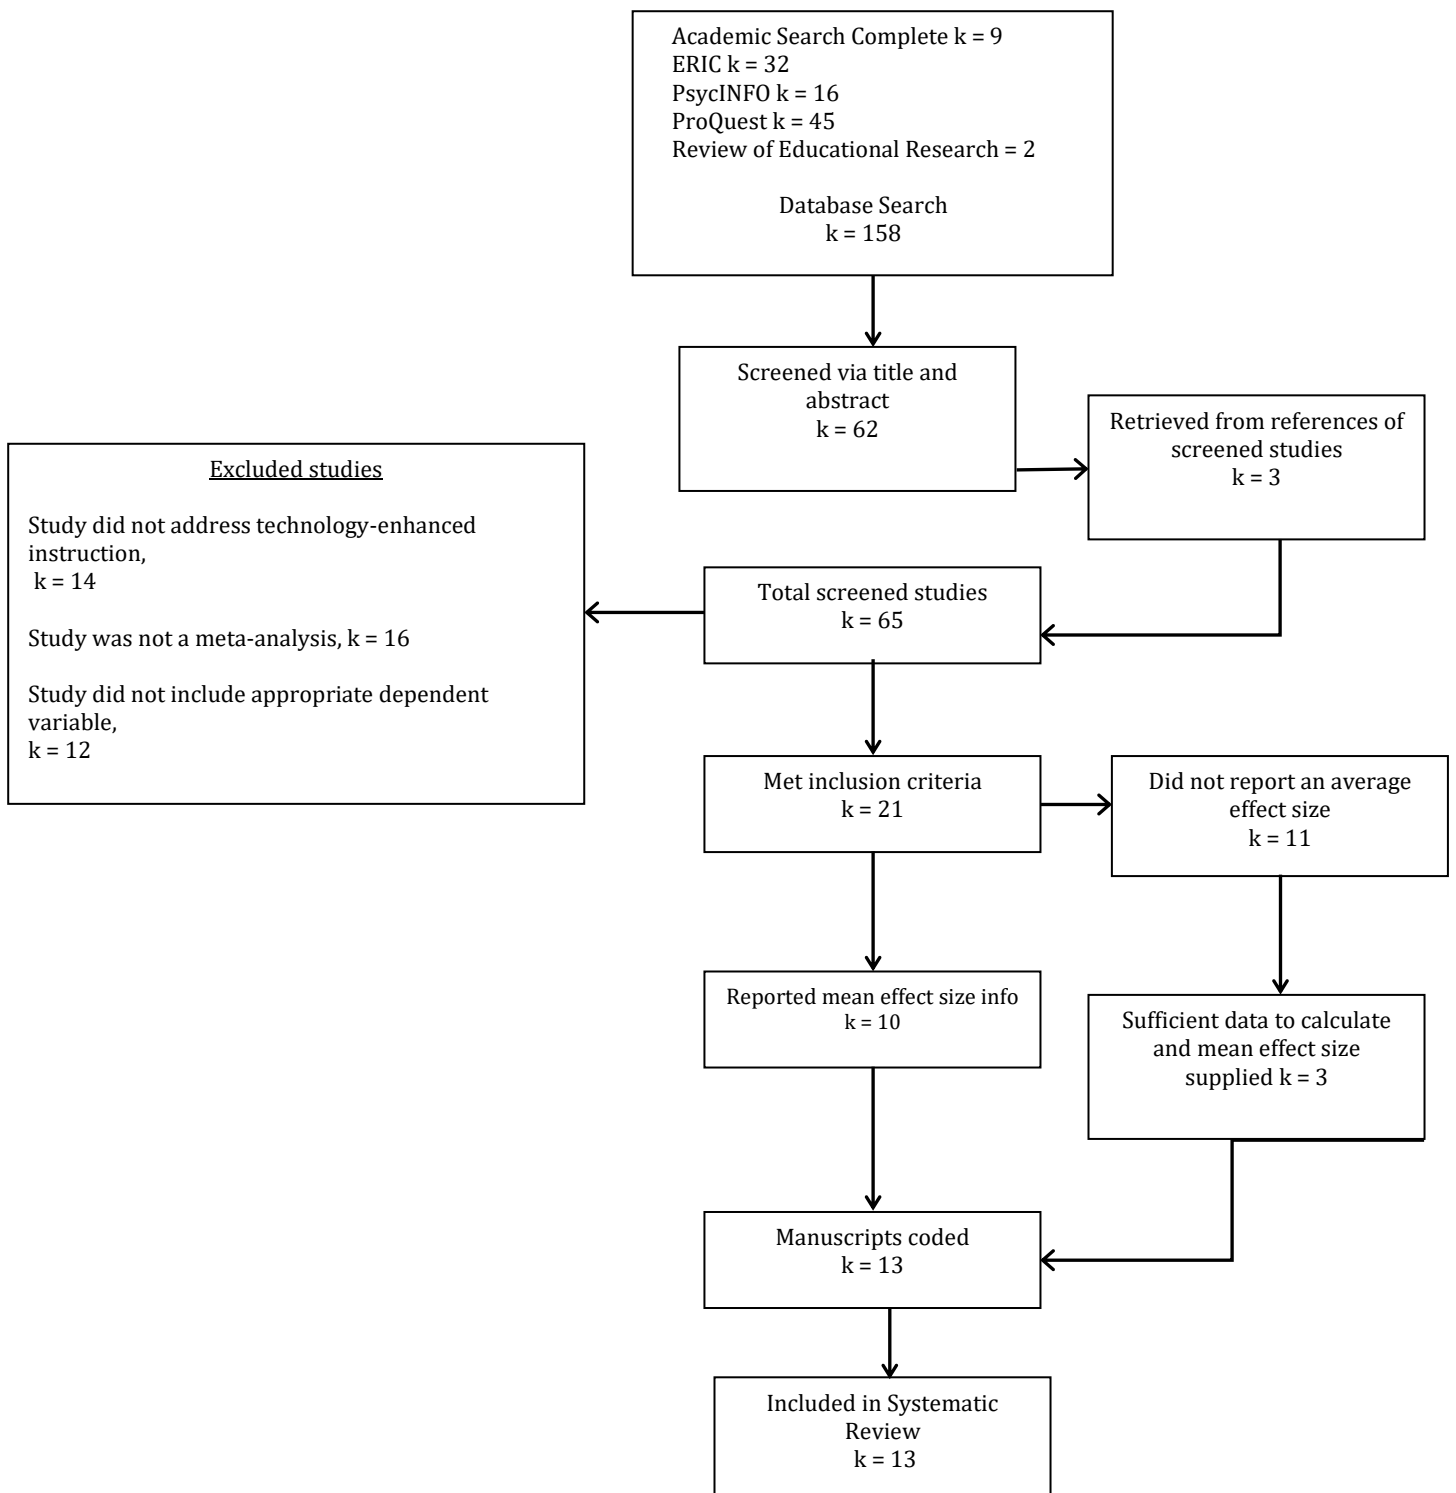 Academic Search Complete k = 9
ERIC k = 32
PsycINFO k = 16
ProQuest k = 45
Review of Educational Research = 2
Database Search
k = 158
Screened via title and
abstract
k = 62
Retrieved from references of
screened studies
k = 3
Excluded studies
Study did not address technology-enhanced
instruction,
k = 14
Study was not a meta-analysis, k = 16
Study did not include appropriate dependent
variable,
k = 12
Total screened studies
k = 65
Met inclusion criteria
k = 21
Did not report an average
effect size
k = 11
Reported mean effect size info
k = 10
Sufficient data to calculate
and mean effect size
supplied k = 3
Manuscripts coded
k = 13
Included in Systematic
Review
k = 13